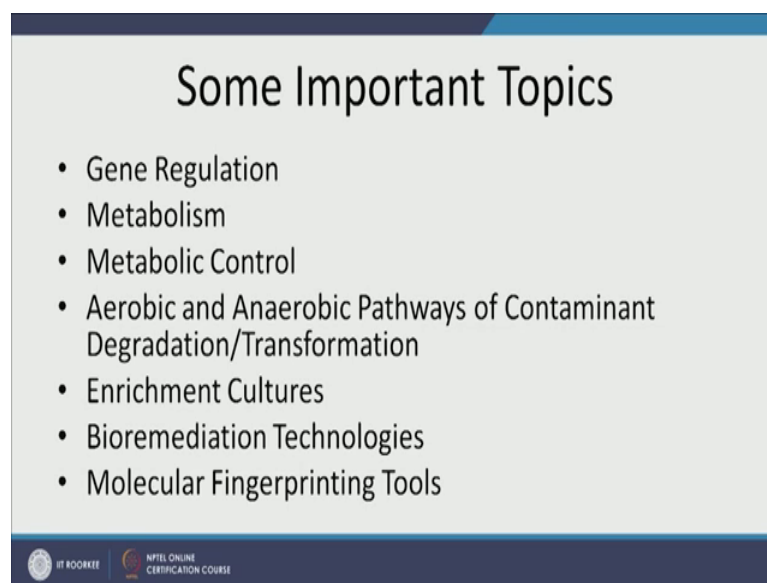 Some Important Topics
• Gene Regulation
• Metabolism
• Metabolic Control
• Aerobic and Anaerobic Pathways of Contaminant
Degradation/Transformation
• Enrichment Cultures
• Bioremediation Technologies
• Molecular Fingerprinting Tools
IIT ROORKEE
NPTEL ONLINE
CERTIFICATION COURSE